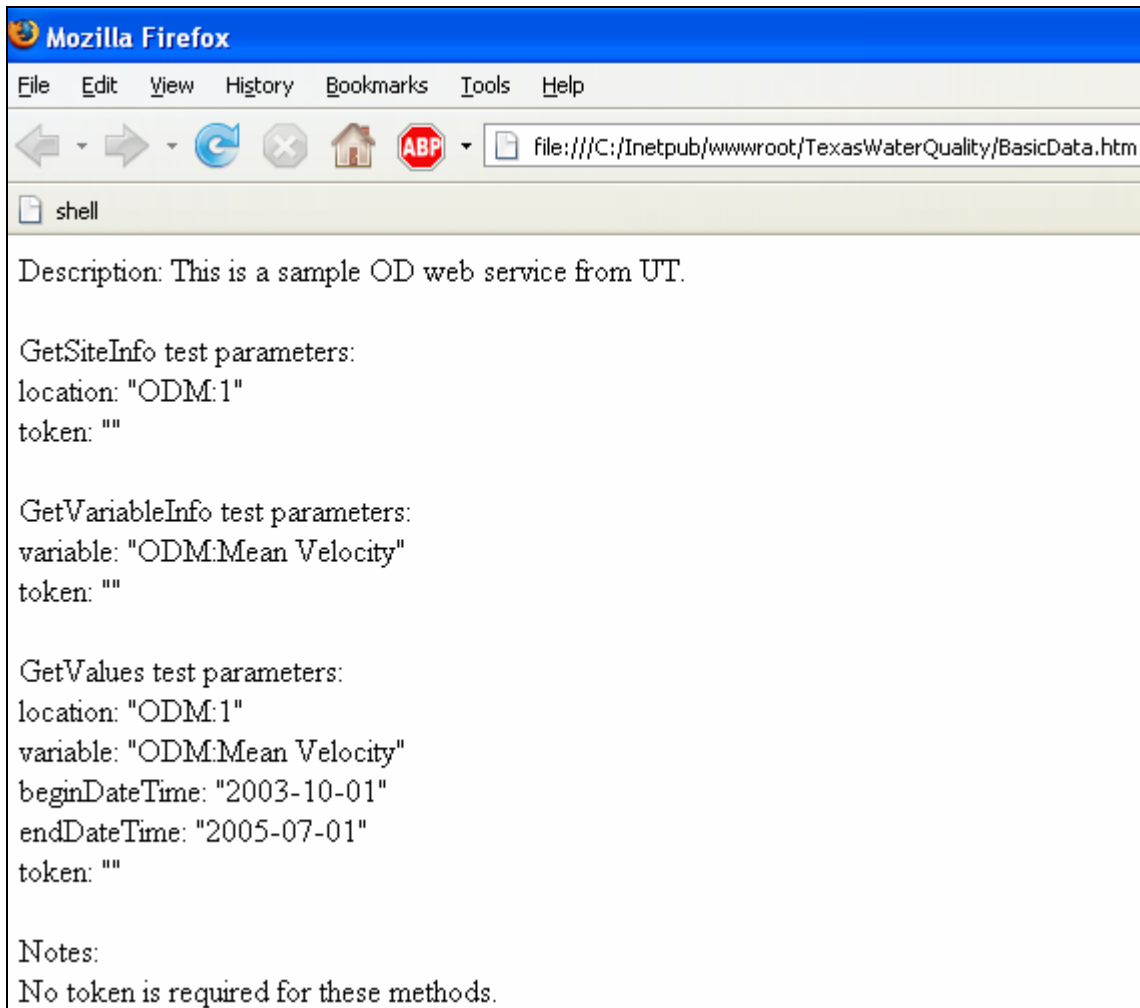 Mozilla Firefox
File Edit View History Bookmarks Tools Help
ABP file:///C:/Inetpub/wwwroot/TexasWaterQuality/BasicData.htm
shell
Description: This is a sample OD web service from UT.
GetSiteInfo test parameters:
location: "ODM:1"
token: ""
GetVariableInfo test parameters:
variable: "ODM:Mean Velocity"
token: ""
GetValues test parameters:
location: "ODM:1"
variable: "ODM:Mean Velocity"
beginDateTime: "2003-10-01"
endDateTime: "2005-07-01"
token: ""
Notes:
No token is required for these methods.